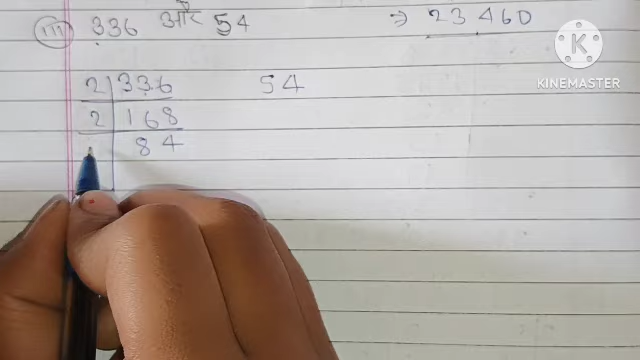 (iii) 336 और 54 ⇒ 23460
2 | 336 54
2 | 168
84
K
KINEMASTER